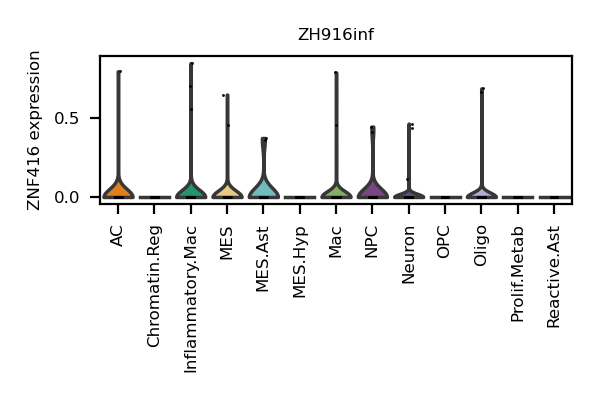 ZH916inf
ZNF416 expression
0.5
0.0
AC
Chromatin.Reg
Inflammatory.Mac
MES
MES.Ast
MES.Hyp
Mac
NPC
Neuron
OPC
Oligo
Prolif.Metab
Reactive.Ast